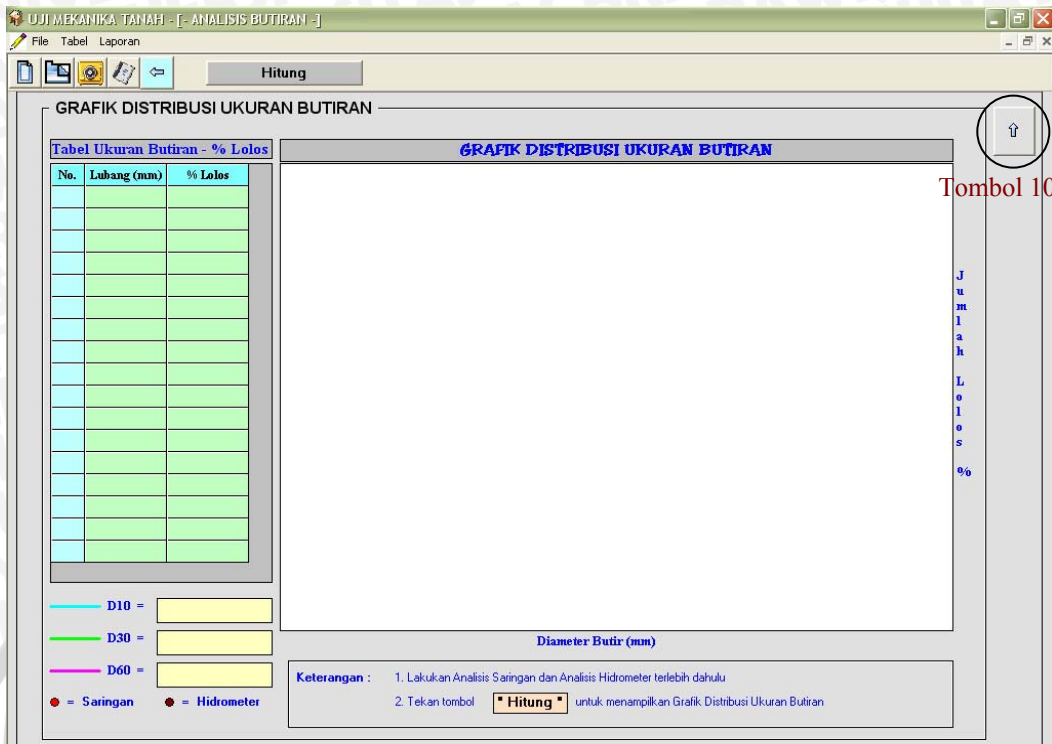 UJI MEKANIKA TANAH - [- ANALISIS BUTIRAN -]
File Tabel Laporan
Hitung
GRAFIK DISTRIBUSI UKURAN BUTIRAN
Tabel Ukuran Butiran - % Lolos
No. Lubang (mm) % Lolos
GRAFIK DISTRIBUSI UKURAN BUTIRAN
Tombol 10
Jumlah Lolos %
Diameter Butir (mm)
D10 =
D30 =
D60 =
= Saringan = Hidrometer
Keterangan : 1. Lakukan Analisis Saringan dan Analisis Hidrometer terlebih dahulu
2. Tekan tombol " Hitung " untuk menampilkan Grafik Distribusi Ukuran Butiran